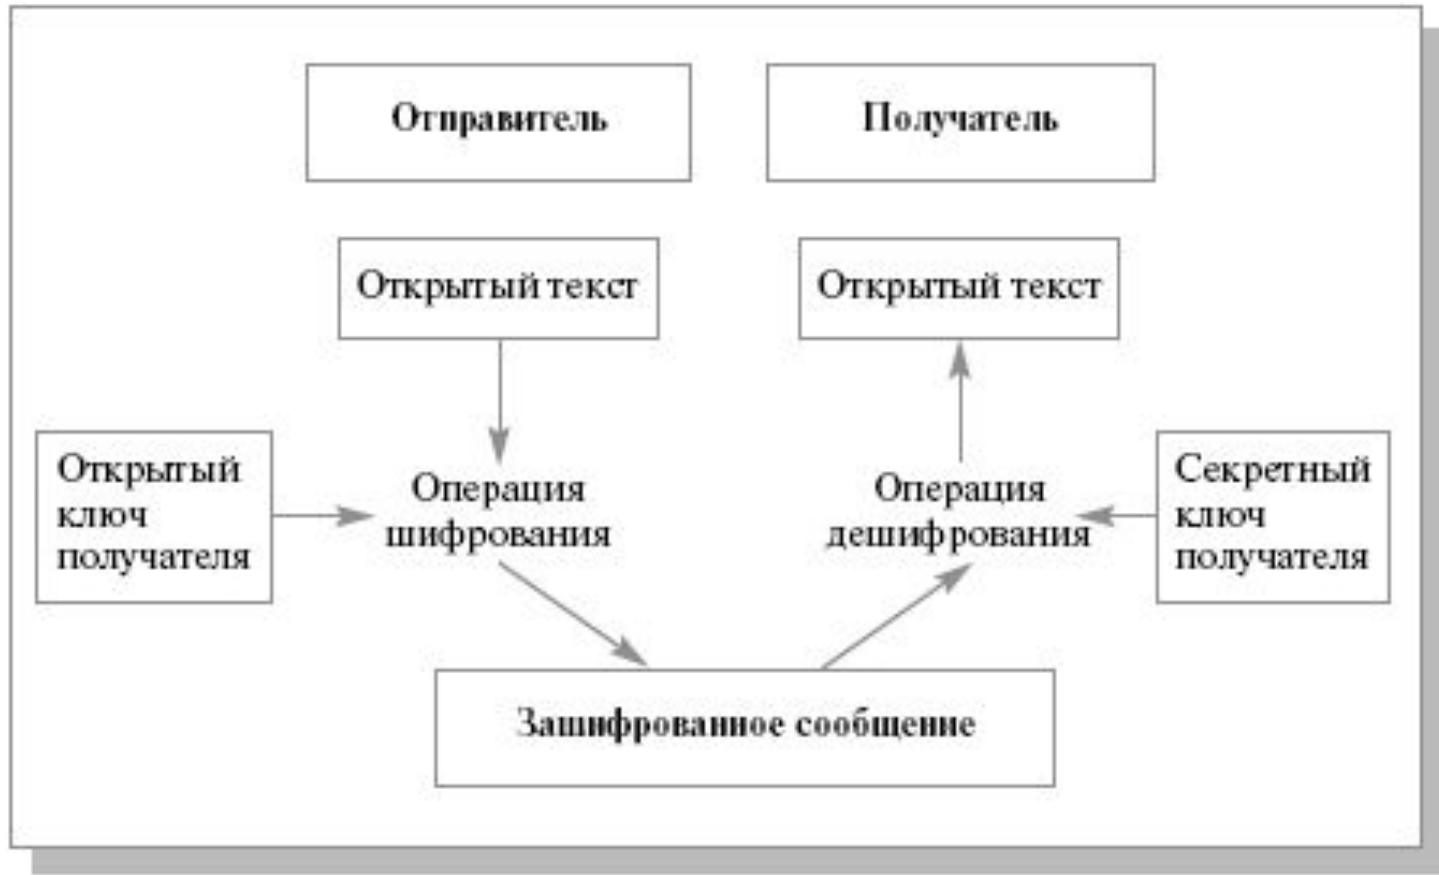 Отправитель
Получатель
Открытый текст
Открытый текст
Открытый
ключ
получателя
Операция
шифрования
Операция
дешифрования
Секретный
ключ
получателя
Зашифрованное сообщение